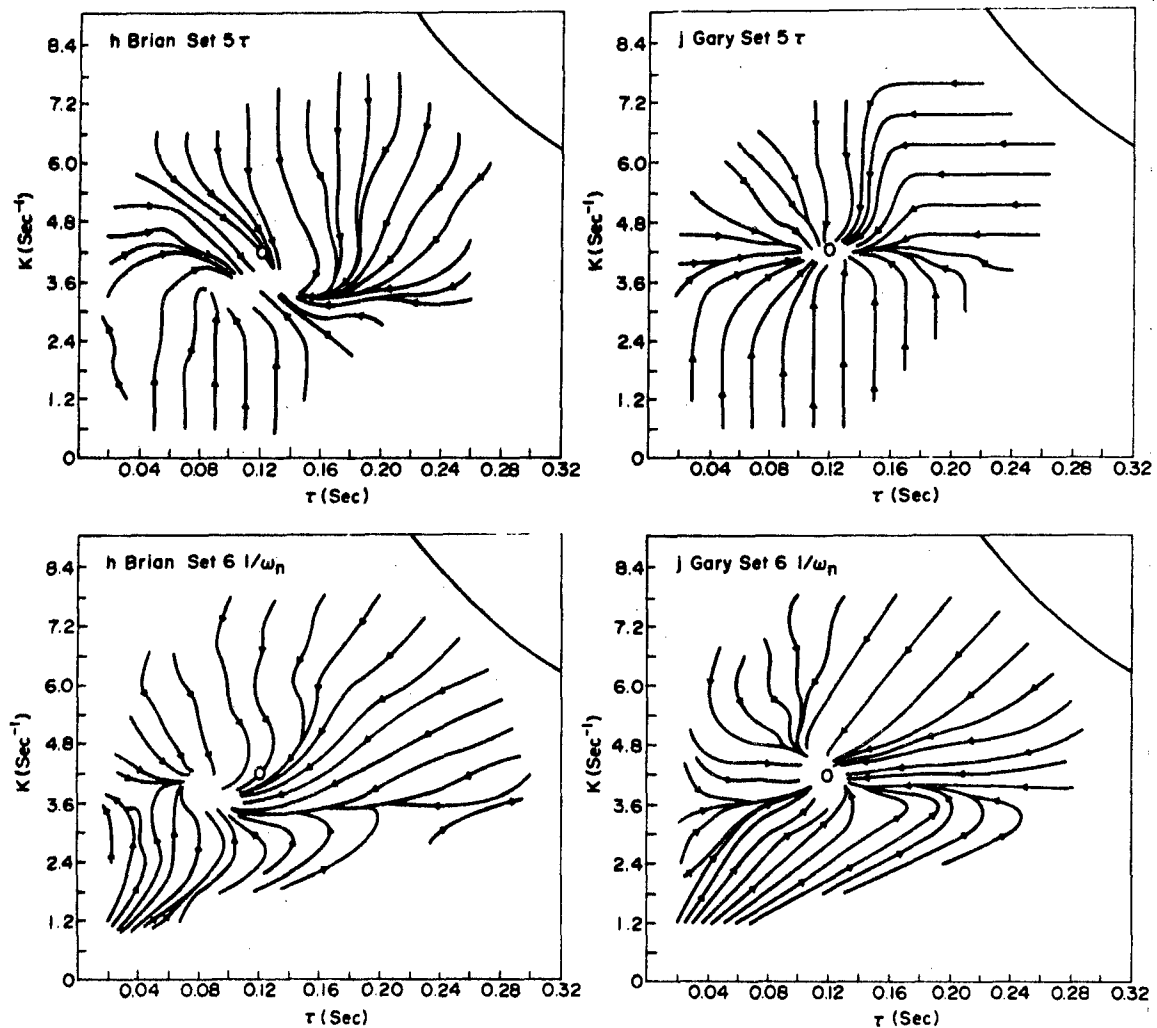 h Brian Set 5 τ
8.4
7.2
6.0
4.8
3.6
2.4
1.2
0
K (Sec⁻¹)
O
0.04 0.08 0.12 0.16 0.20 0.24 0.28 0.32
τ (Sec)
j Gary Set 5 τ
8.4
7.2
6.0
4.8
3.6
2.4
1.2
0
K (Sec⁻¹)
O
0.04 0.08 0.12 0.16 0.20 0.24 0.28 0.32
τ (Sec)
h Brian Set 6 1/ωₙ
8.4
7.2
6.0
4.8
3.6
2.4
1.2
0
K (Sec⁻¹)
O
0.04 0.08 0.12 0.16 0.20 0.24 0.28 0.32
τ (Sec)
j Gary Set 6 1/ωₙ
8.4
7.2
6.0
4.8
3.6
2.4
1.2
0
K (Sec⁻¹)
O
0.04 0.08 0.12 0.16 0.20 0.24 0.28 0.32
τ (Sec)